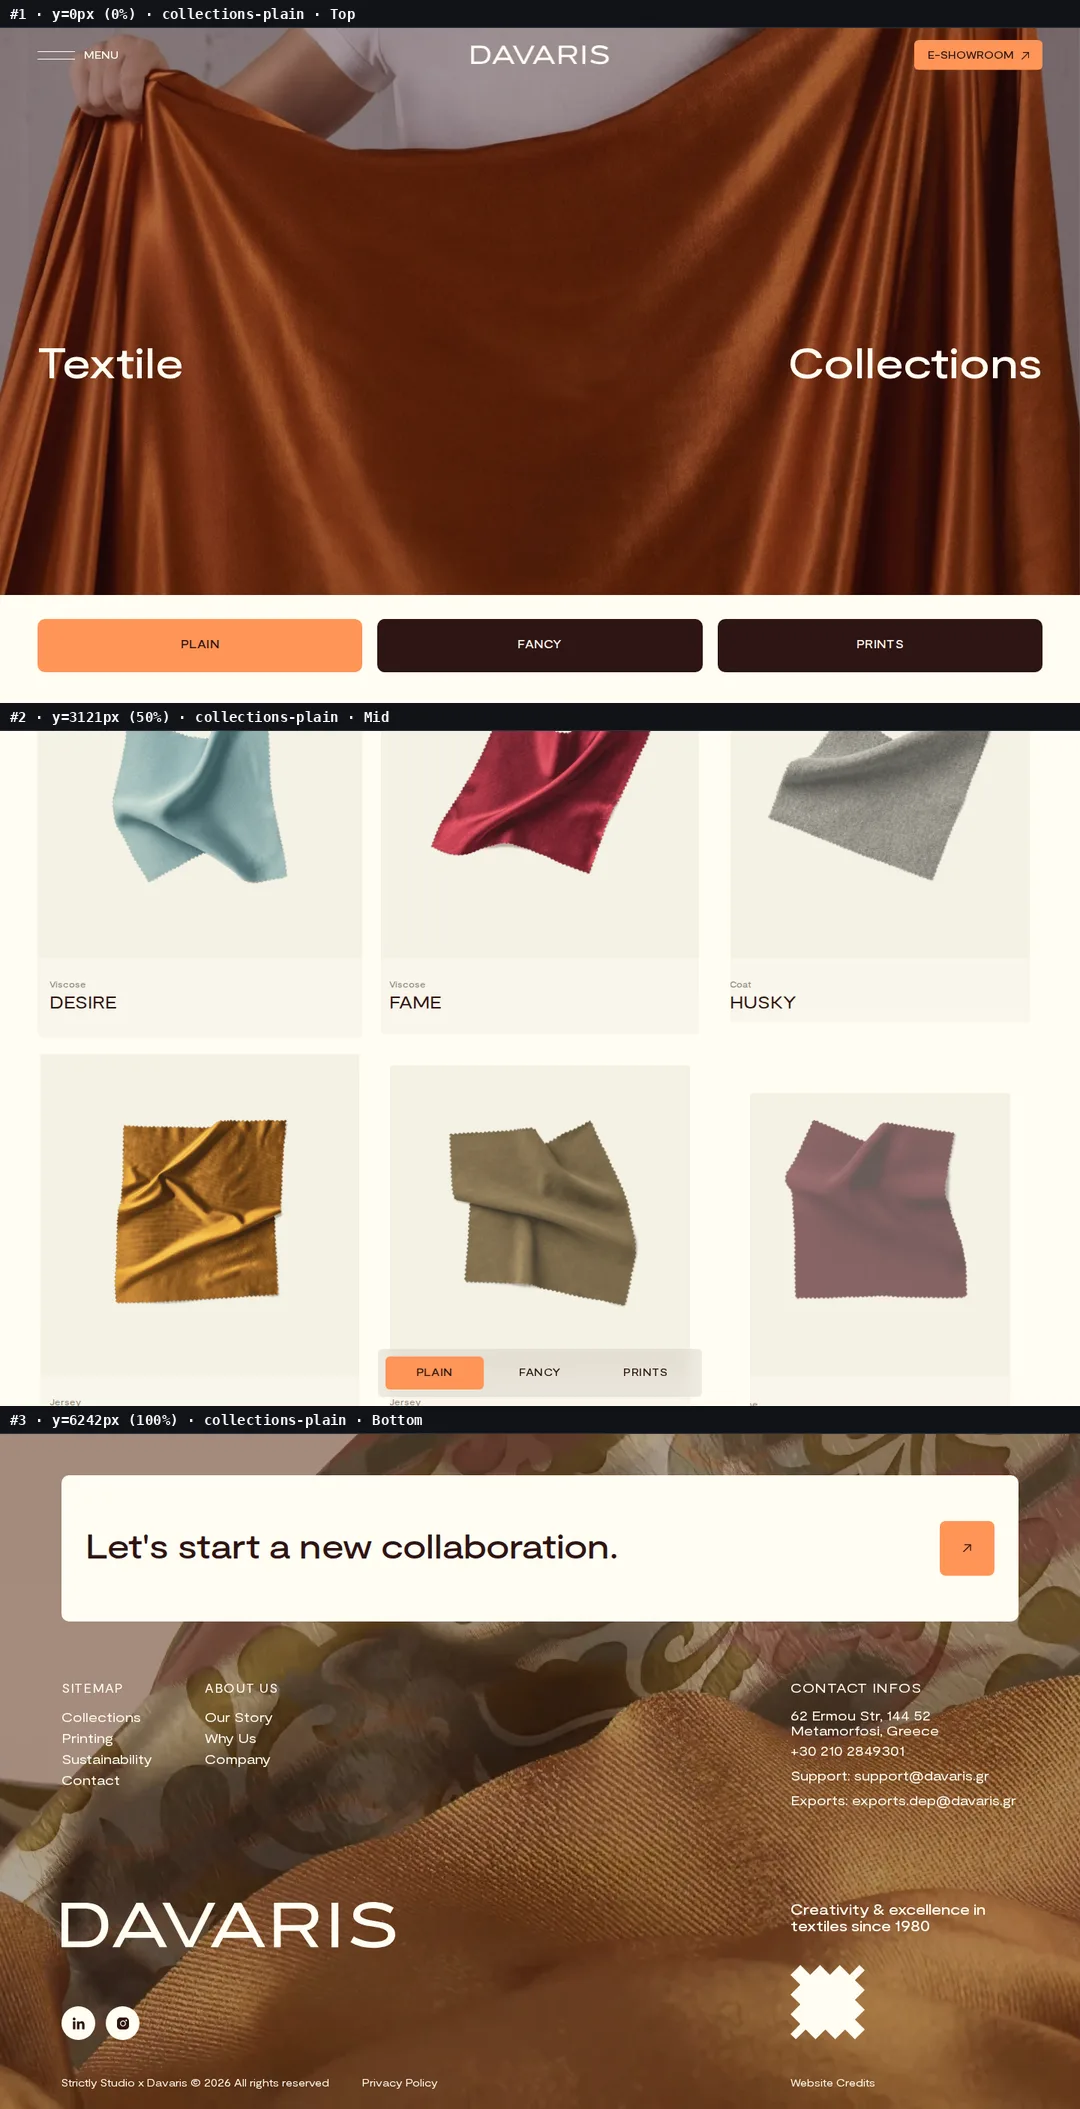 #1 · y=0px (0%) · collections-plain · Top
MENU
DAVARIS
E-SHOWROOM
Textile
Collections
PLAIN
FANCY
PRINTS
#2 · y=3121px (50%) · collections-plain · Mid
Viscose
DESIRE
Viscose
FAME
Coat
HUSKY
PLAIN
FANCY
PRINTS
Jersey
Jersey
#3 · y=6242px (100%) · collections-plain · Bottom
Let's start a new collaboration.
SITEMAP
Collections
Printing
Sustainability
Contact
ABOUT US
Our Story
Why Us
Company
CONTACT INFOS
62 Ermou Str, 144 52
Metamorfosi, Greece
+30 210 2849301
Support: support@davaris.gr
Exports: exports.dep@davaris.gr
DAVARIS
Creativity & excellence in
textiles since 1980
in
Strictly Studio x Davaris © 2026 All rights reserved
Privacy Policy
Website Credits